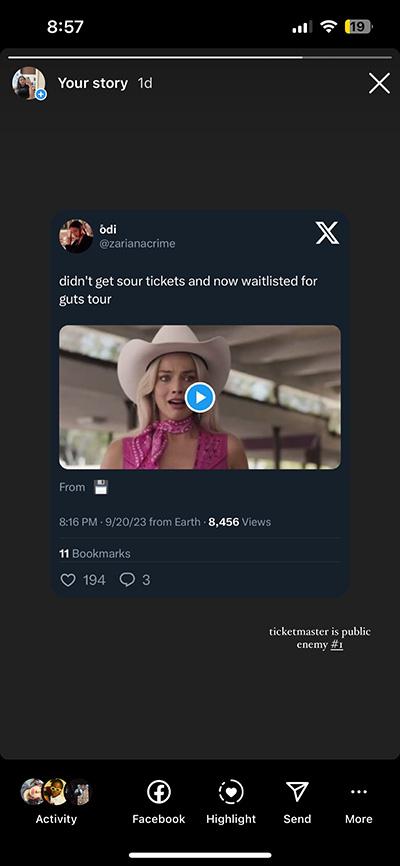 8:57
19
Your story 1d
ȯdi
@zarianacrime
didn't get sour tickets and now waitlisted for
guts tour
From 💾
8:16 PM · 9/20/23 from Earth · 8,456 Views
11 Bookmarks
194 3
ticketmaster is public
enemy #1
Activity Facebook Highlight Send More